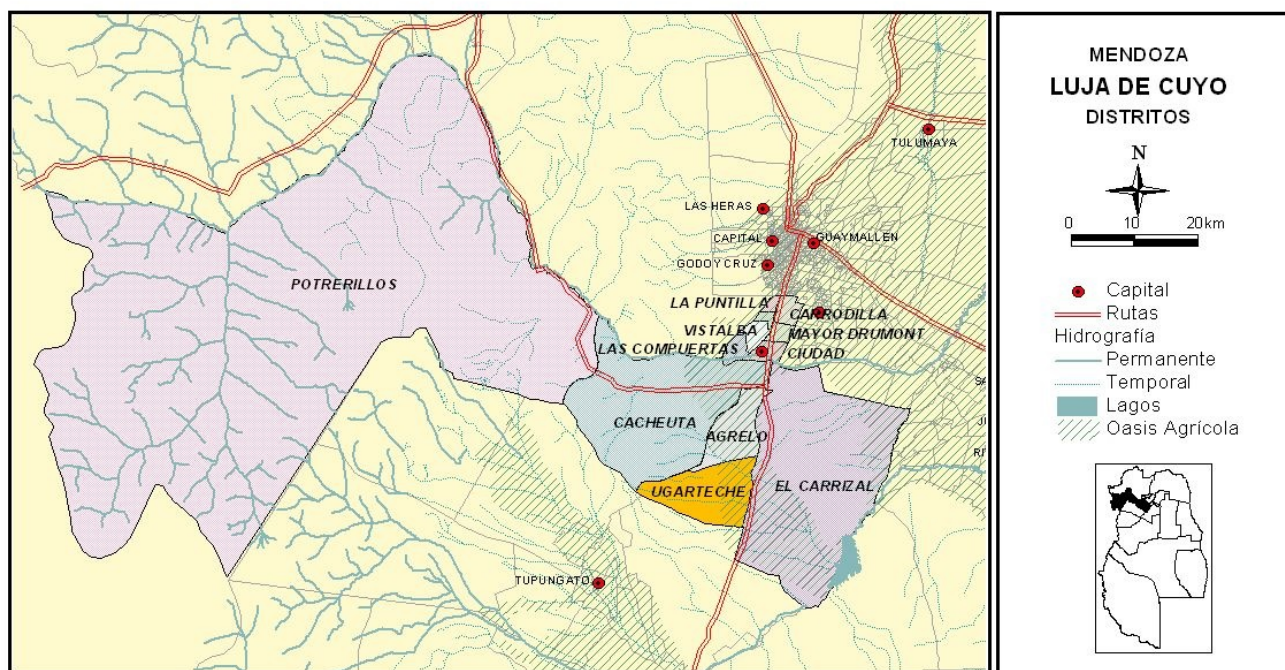 TULUMAYA
LAS HERAS
CAPITAL
GUAYMALLEN
GODOY CRUZ
POTRERILLOS
LA PUNTILLA
CARRODILLA
VISTALBA
MAYOR DRUMONT
LAS COMPUERTAS
CIUDAD
CACHEUTA
AGRELO
UGARTECHE
EL CARRIZAL
TUPUNGATO
MENDOZA
LUJA DE CUYO
DISTRITOS
N
0 10 20km
Capital
Rutas
Hidrografía
Permanente
Temporal
Lagos
Oasis Agrícola